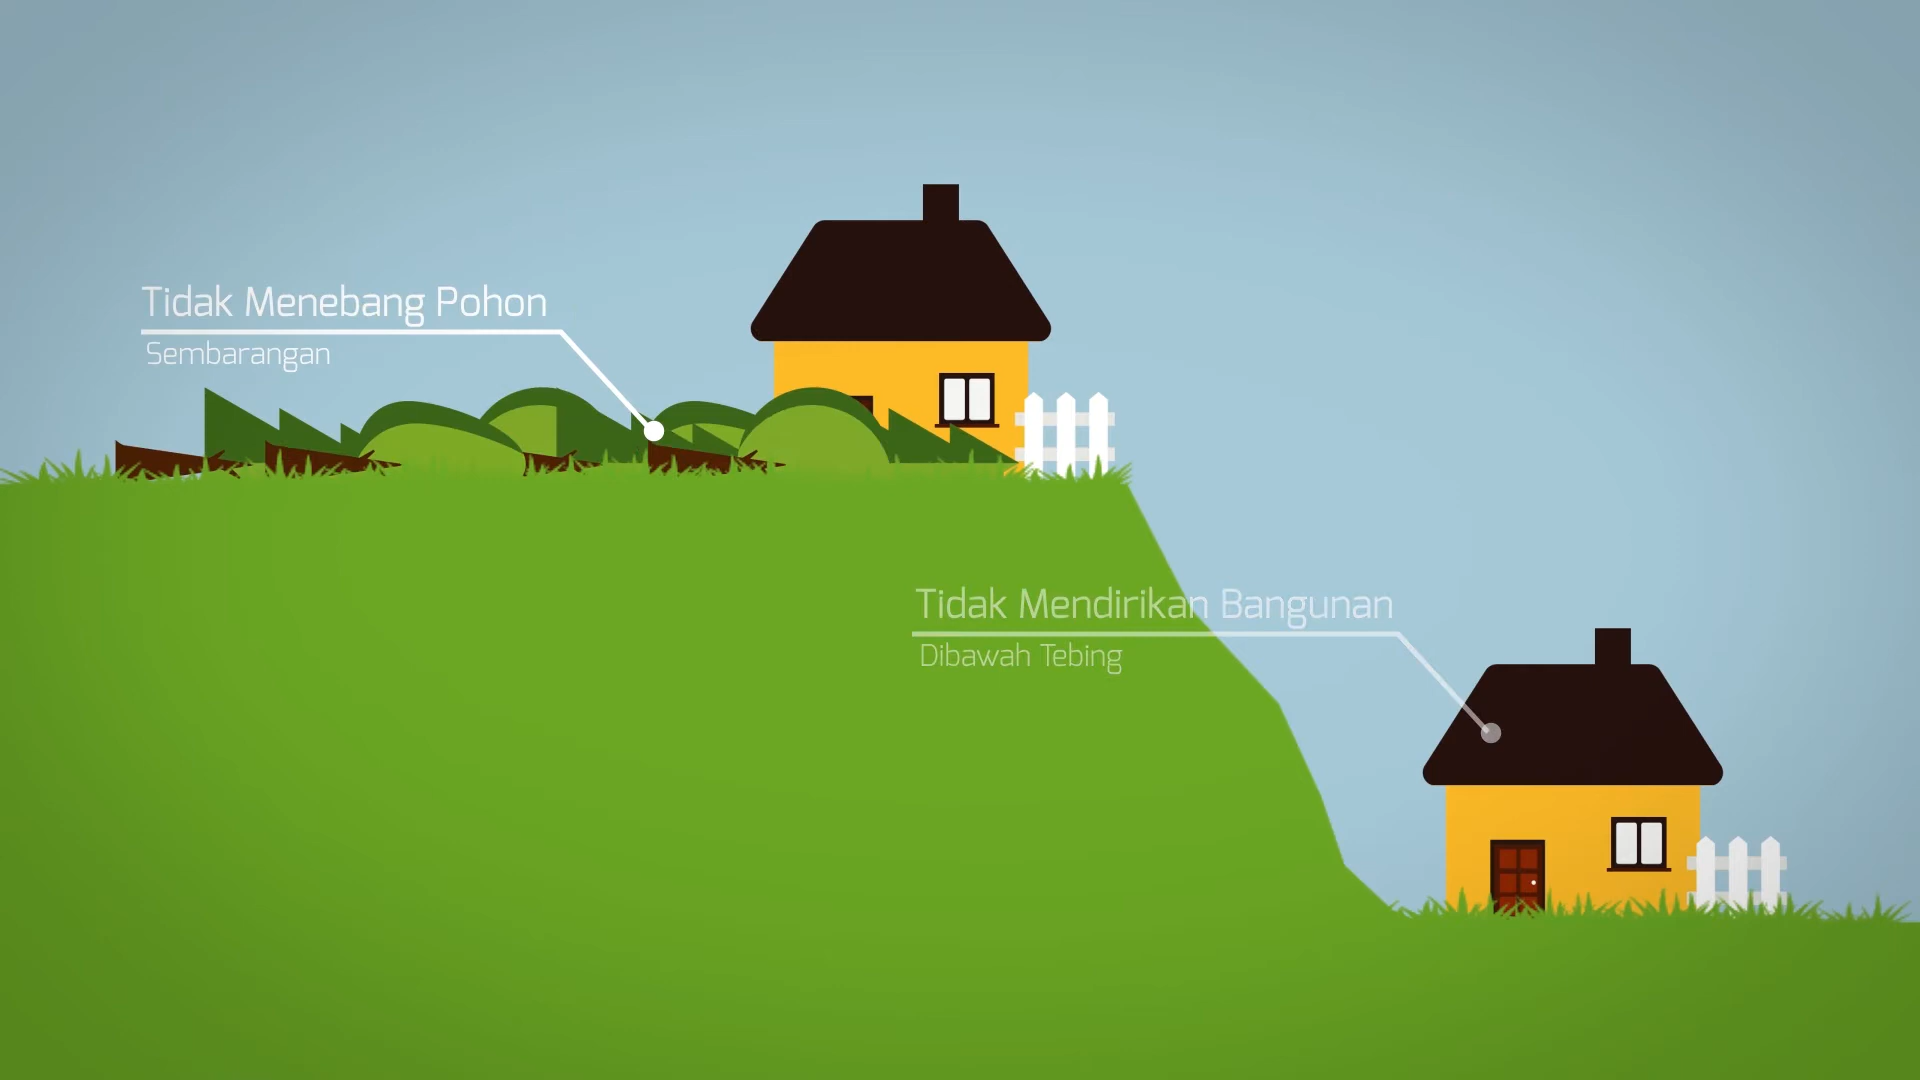 Tidak Menebang Pohon
Sembarangan
Tidak Mendirikan Bangunan
Dibawah Tebing